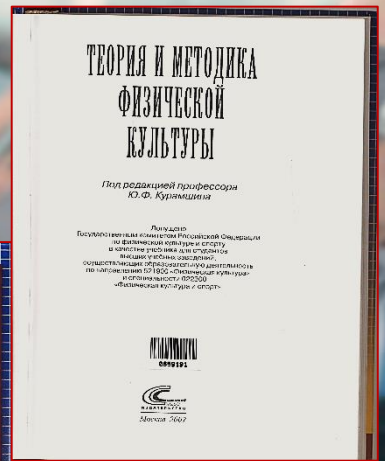 ТЕОРИЯ И МЕТОДИКА
ФИЗИЧЕСКОЙ
КУЛЬТУРЫ
Под редакцией профессора
Ю.Ф. Курамшина
Допущено
Государственным комитетом Российской Федерации
по физической культуре и спорту
в качестве учебника для студентов
высших учебных заведений,
осуществляющих образовательную деятельность
по направлению 521900 «Физическая культура»
и специальности 022300
«Физическая культура и спорт»
ИЗДАТЕЛЬСТВО
Москва